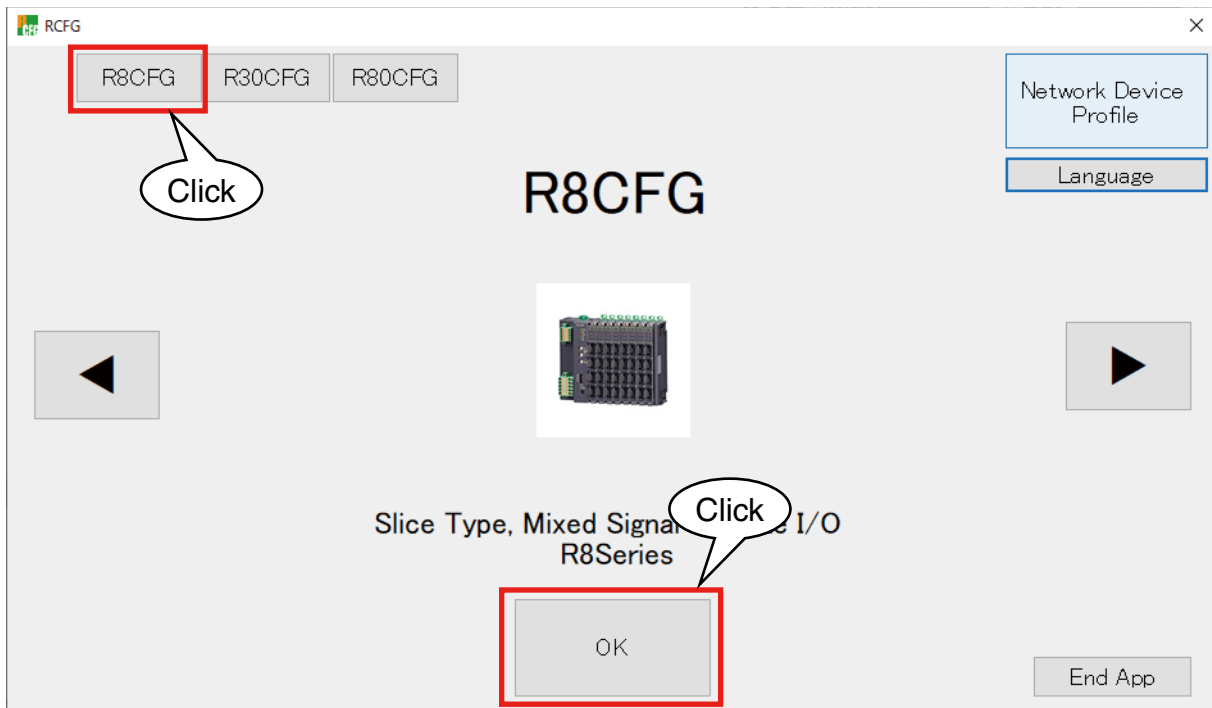 RCFG
R8CFG R30CFG R80CFG
Network Device
Profile
Click
Language
R8CFG
Click
Slice Type, Mixed Signal I/O
R8Series
OK
End App